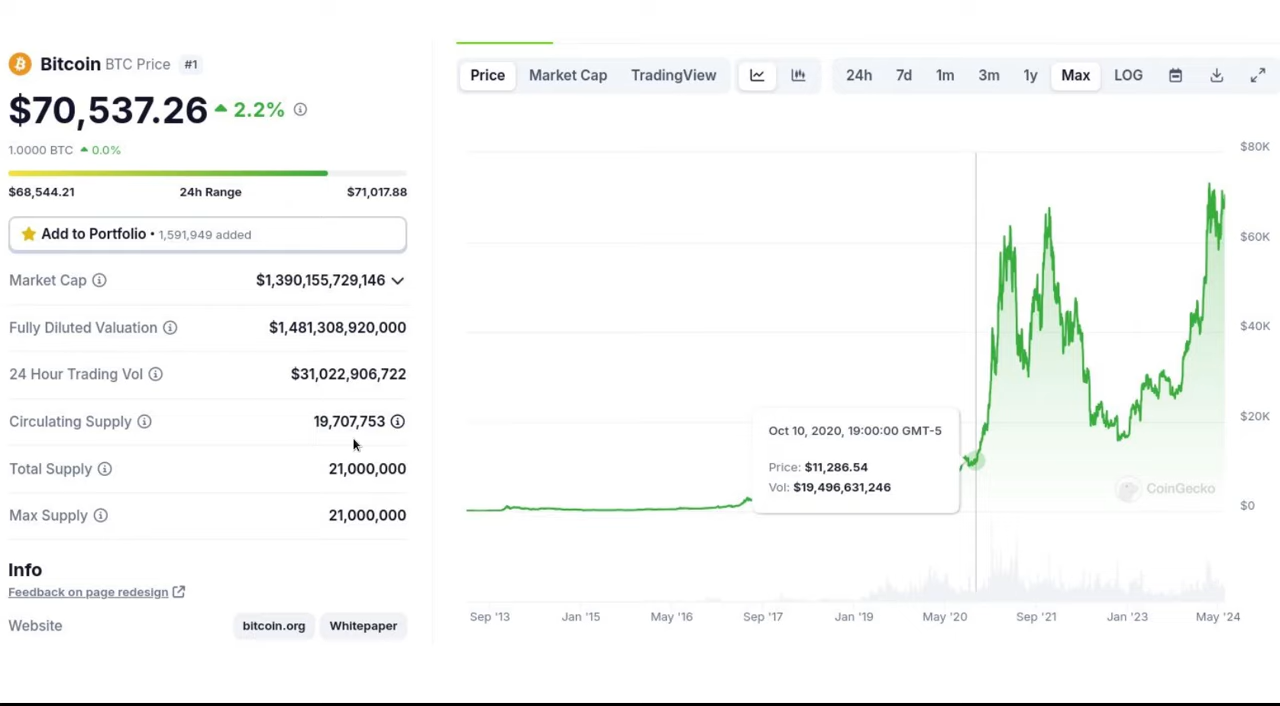 Bitcoin BTC Price #1
$70,537.26 2.2%
1.0000 BTC 0.0%
$68,544.21 24h Range $71,017.88
Add to Portfolio • 1,591,949 added
Market Cap $1,390,155,729,146
Fully Diluted Valuation $1,481,308,920,000
24 Hour Trading Vol $31,022,906,722
Circulating Supply 19,707,753
Total Supply 21,000,000
Max Supply 21,000,000
Info
Feedback on page redesign
Website bitcoin.org Whitepaper
Price Market Cap TradingView 24h 7d 1m 3m 1y Max LOG
$80K
$60K
$40K
$20K
$0
Oct 10, 2020, 19:00:00 GMT-5
Price: $11,286.54
Vol: $19,496,631,246
CoinGecko
Sep '13 Jan '15 May '16 Sep '17 Jan '19 May '20 Sep '21 Jan '23 May '24